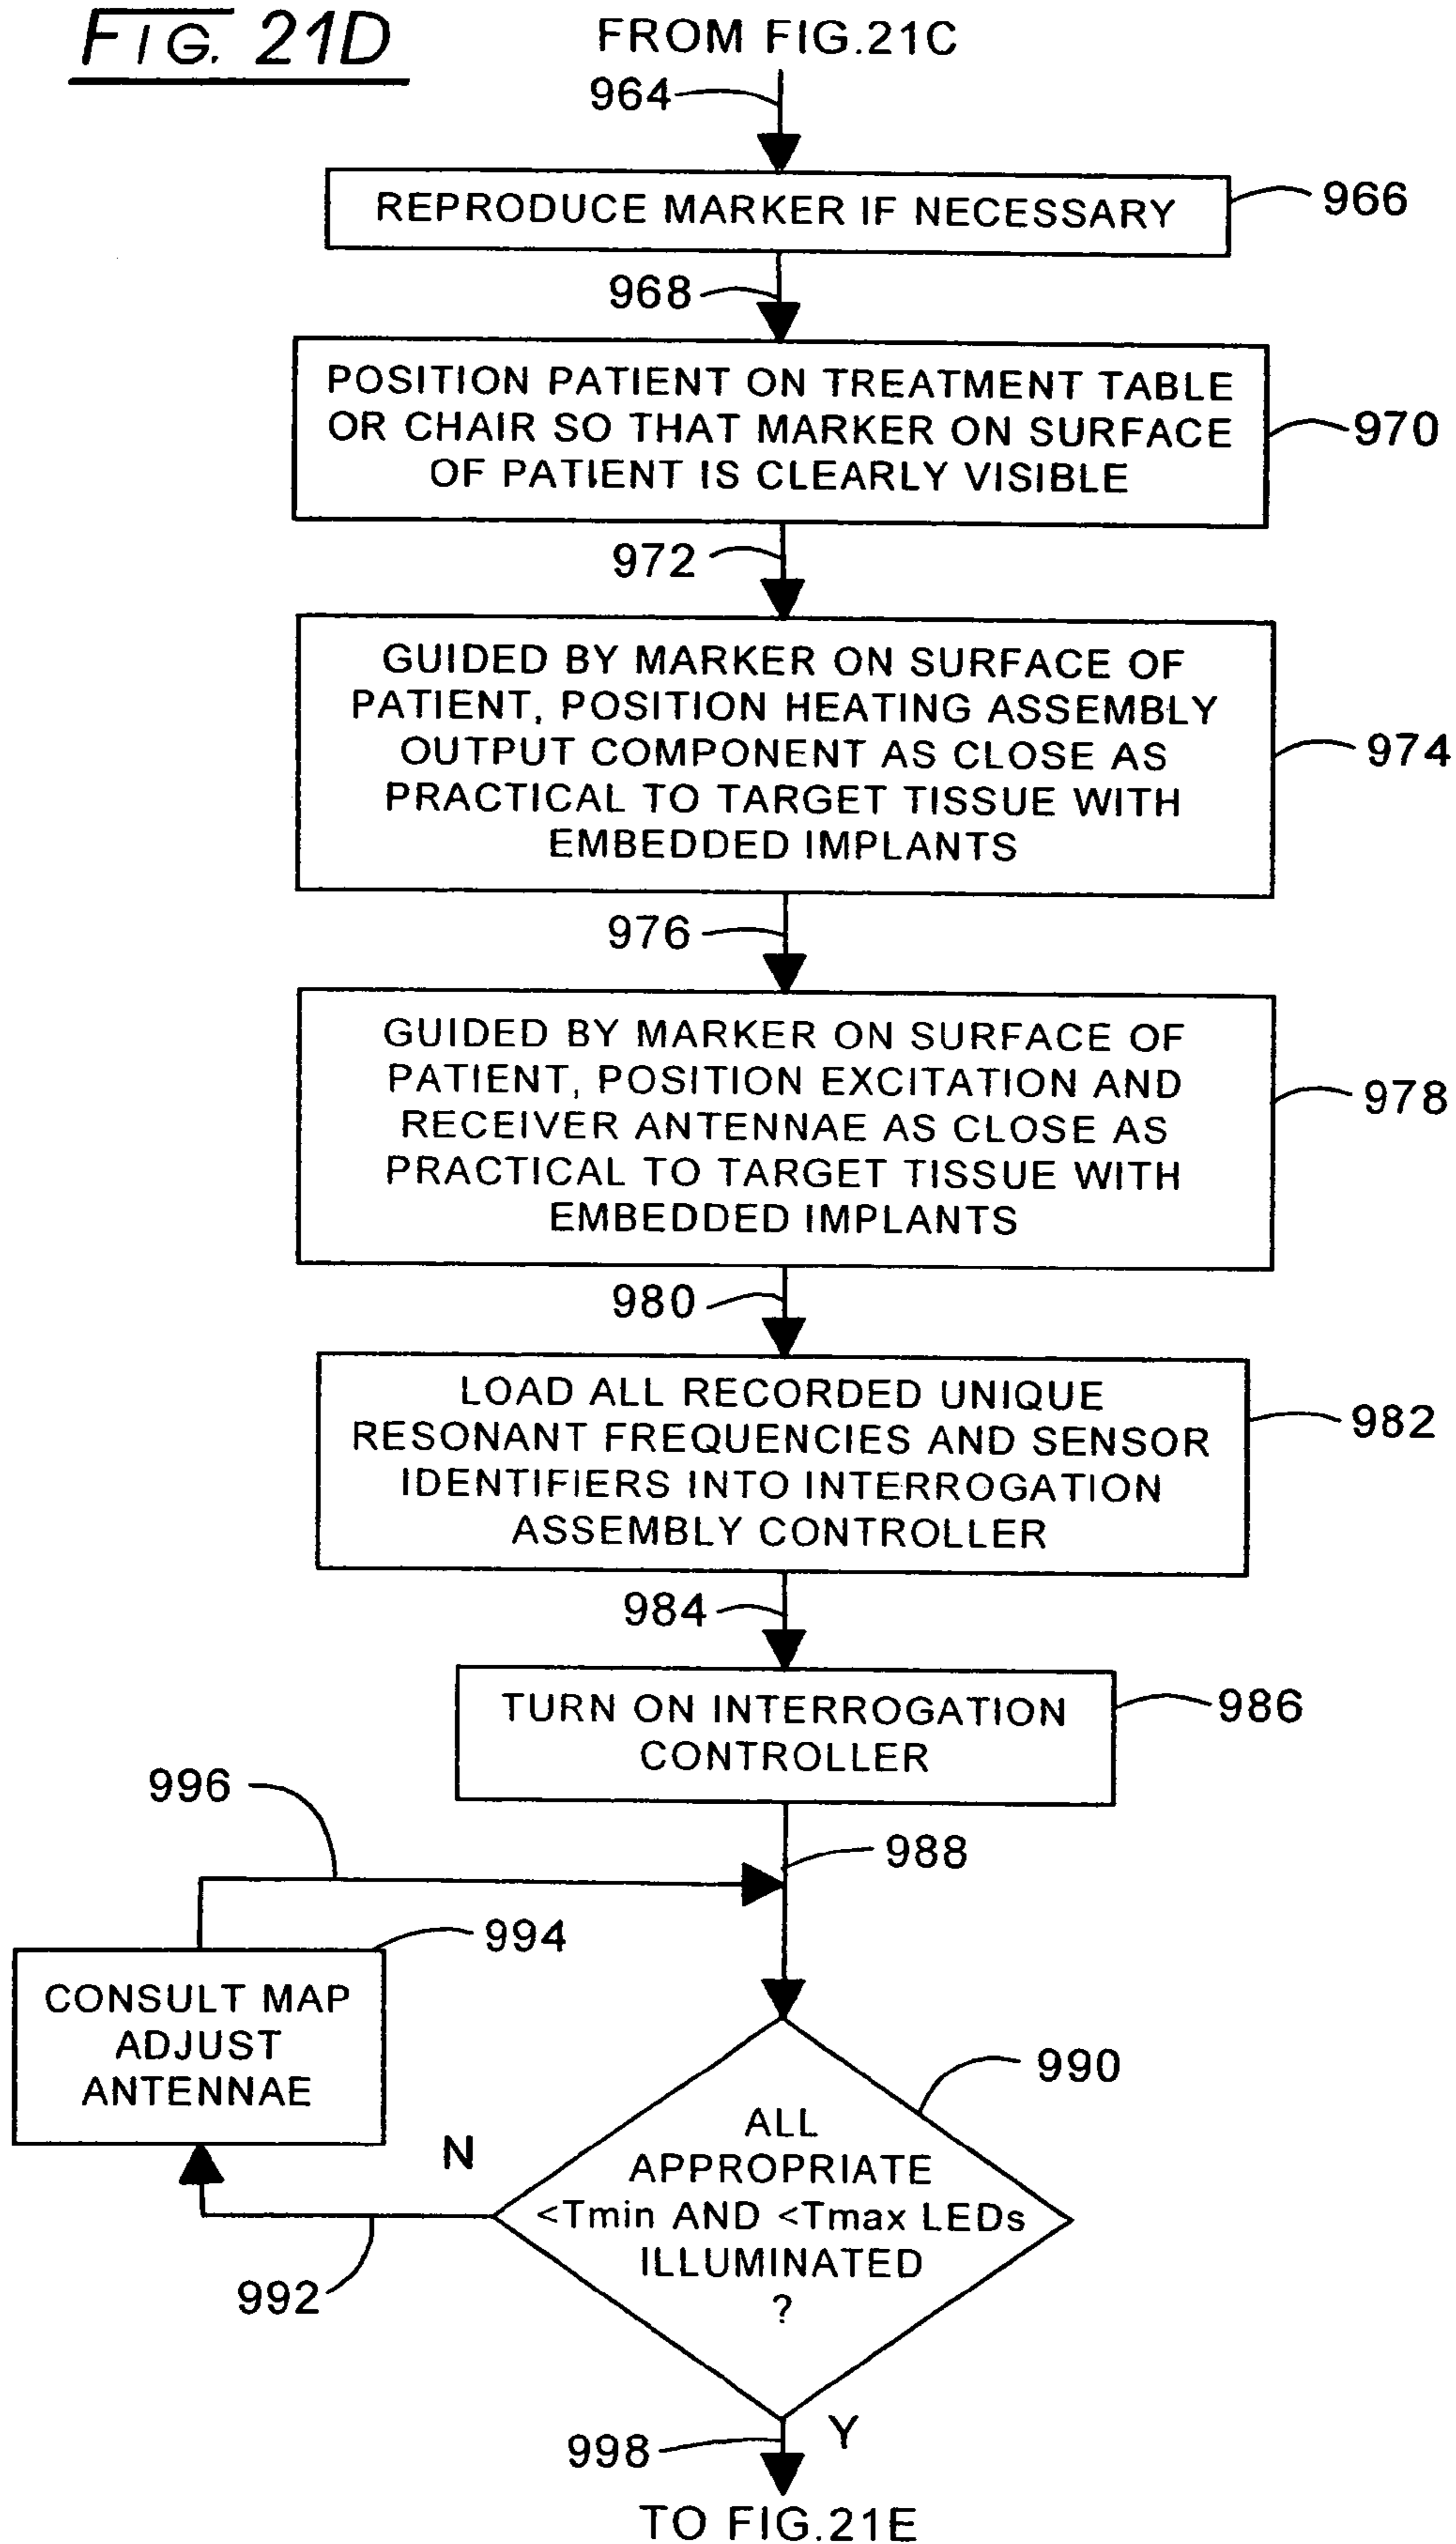 FIG. 21D
FROM FIG.21C
964
REPRODUCE MARKER IF NECESSARY
966
968
POSITION PATIENT ON TREATMENT TABLE
OR CHAIR SO THAT MARKER ON SURFACE
OF PATIENT IS CLEARLY VISIBLE
970
972
GUIDED BY MARKER ON SURFACE OF
PATIENT, POSITION HEATING ASSEMBLY
OUTPUT COMPONENT AS CLOSE AS
PRACTICAL TO TARGET TISSUE WITH
EMBEDDED IMPLANTS
974
976
GUIDED BY MARKER ON SURFACE OF
PATIENT, POSITION EXCITATION AND
RECEIVER ANTENNAE AS CLOSE AS
PRACTICAL TO TARGET TISSUE WITH
EMBEDDED IMPLANTS
978
980
LOAD ALL RECORDED UNIQUE
RESONANT FREQUENCIES AND SENSOR
IDENTIFIERS INTO INTERROGATION
ASSEMBLY CONTROLLER
982
984
TURN ON INTERROGATION
CONTROLLER
986
996
988
994
CONSULT MAP
ADJUST
ANTENNAE
990
N
ALL
APPROPRIATE
<Tmin AND <Tmax LEDs
ILLUMINATED
?
992
Y
998
TO FIG.21E